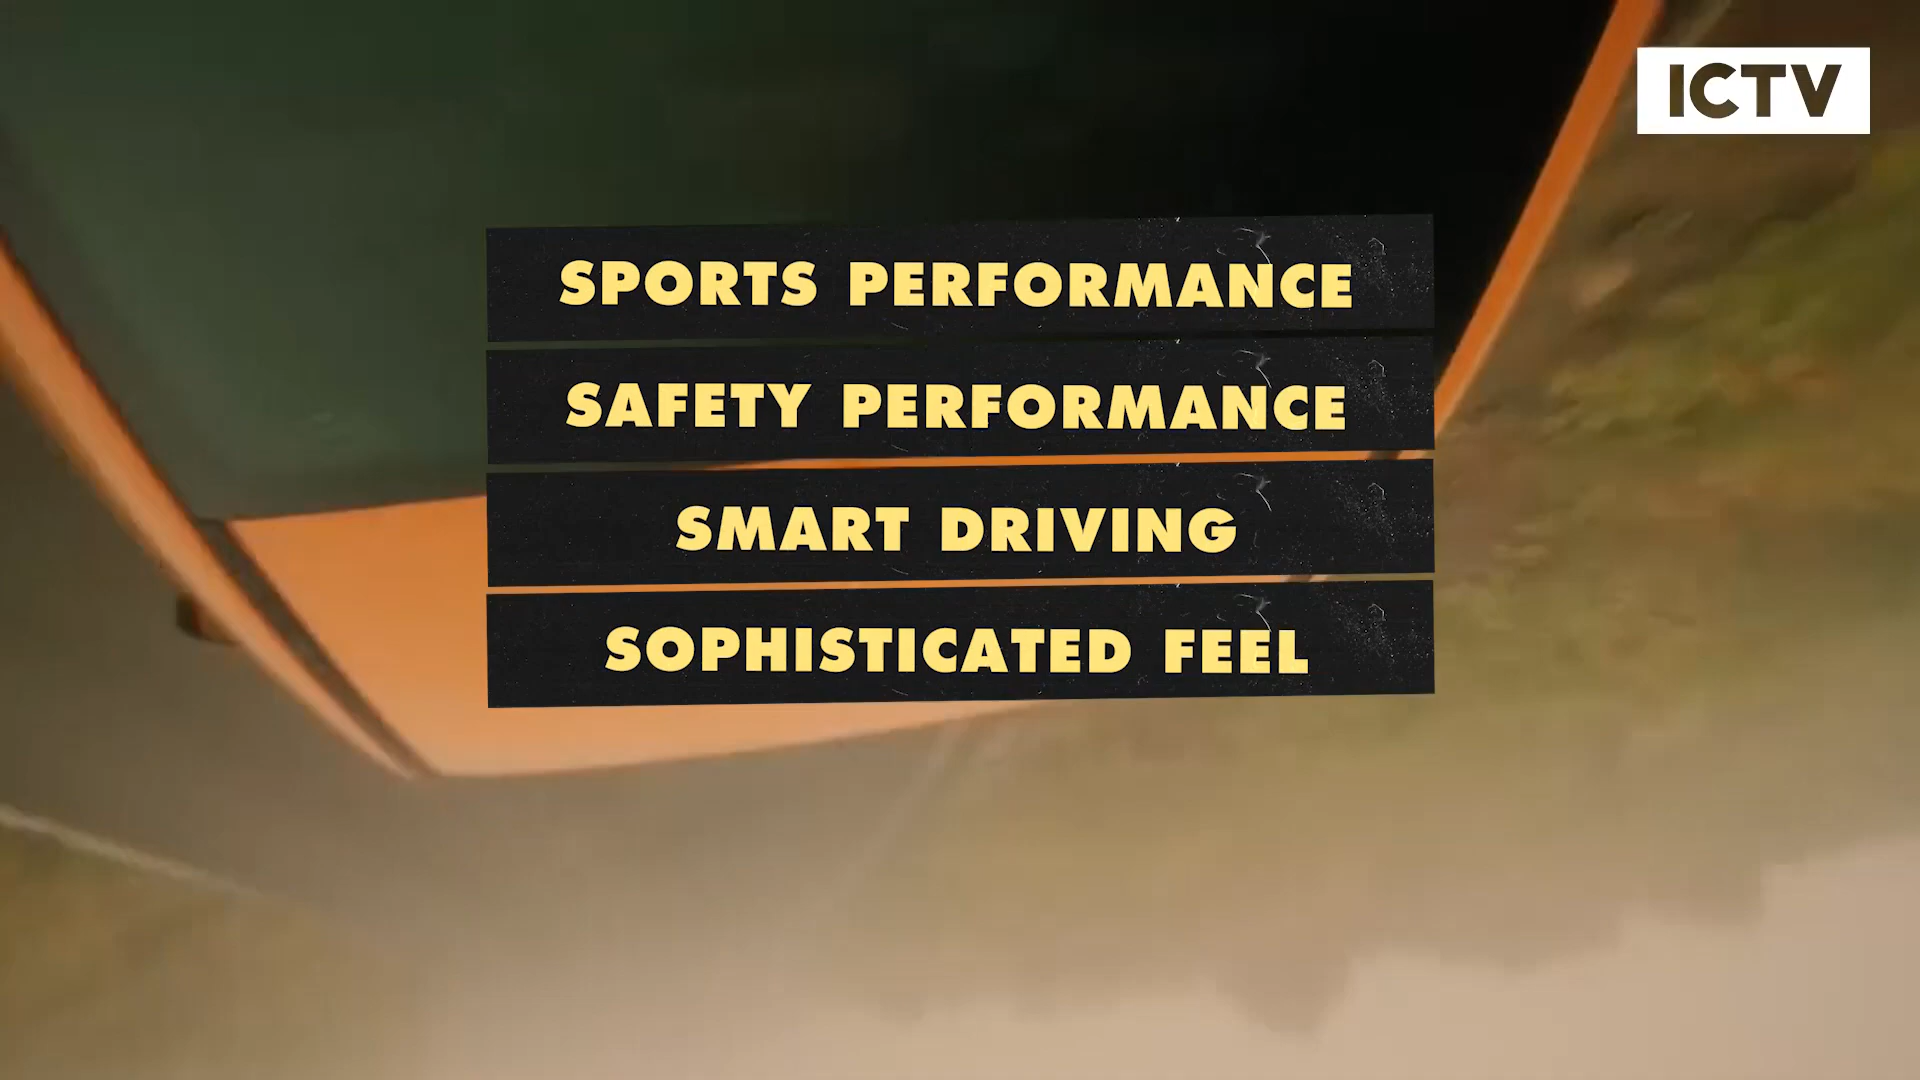 ICTV
SPORTS PERFORMANCE
SAFETY PERFORMANCE
SMART DRIVING
SOPHISTICATED FEEL